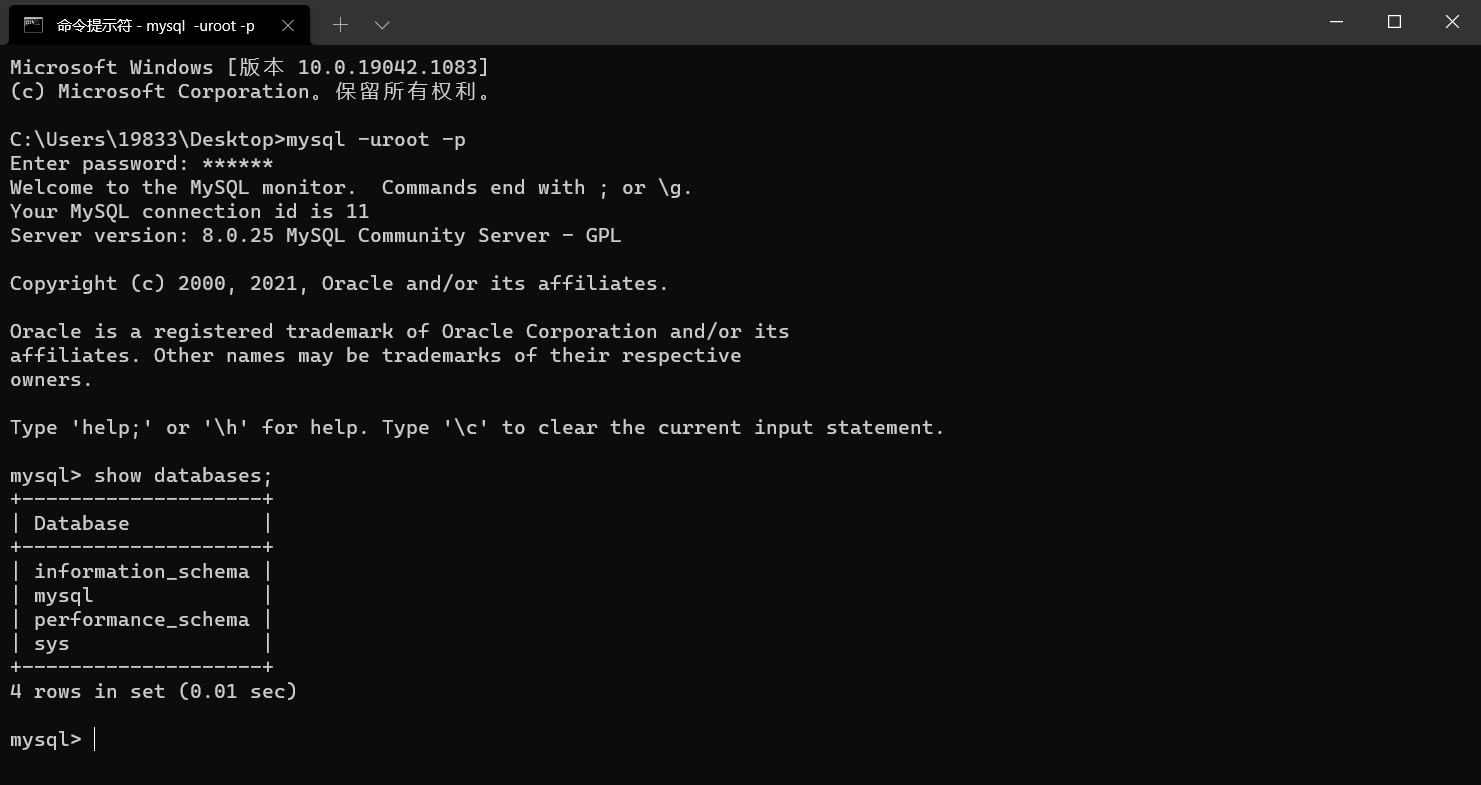 命令提示符 - mysql  -uroot -p
Microsoft Windows [版本 10.0.19042.1083]
(c) Microsoft Corporation。保留所有权利。
C:\Users\19833\Desktop>mysql -uroot -p
Enter password: ******
Welcome to the MySQL monitor.  Commands end with ; or \g.
Your MySQL connection id is 11
Server version: 8.0.25 MySQL Community Server - GPL
Copyright (c) 2000, 2021, Oracle and/or its affiliates.
Oracle is a registered trademark of Oracle Corporation and/or its
affiliates. Other names may be trademarks of their respective
owners.
Type 'help;' or '\h' for help. Type '\c' to clear the current input statement.
mysql> show databases;
+--------------------+
| Database           |
+--------------------+
| information_schema |
| mysql              |
| performance_schema |
| sys                |
+--------------------+
4 rows in set (0.01 sec)
mysql>